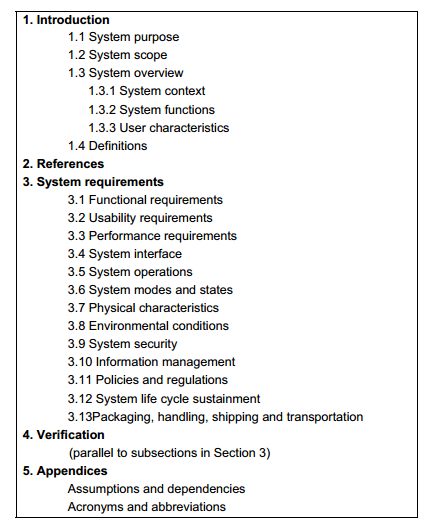 1. Introduction
1.1 System purpose
1.2 System scope
1.3 System overview
1.3.1 System context
1.3.2 System functions
1.3.3 User characteristics
1.4 Definitions
2. References
3. System requirements
3.1 Functional requirements
3.2 Usability requirements
3.3 Performance requirements
3.4 System interface
3.5 System operations
3.6 System modes and states
3.7 Physical characteristics
3.8 Environmental conditions
3.9 System security
3.10 Information management
3.11 Policies and regulations
3.12 System life cycle sustainment
3.13Packaging, handling, shipping and transportation
4. Verification
(parallel to subsections in Section 3)
5. Appendices
Assumptions and dependencies
Acronyms and abbreviations